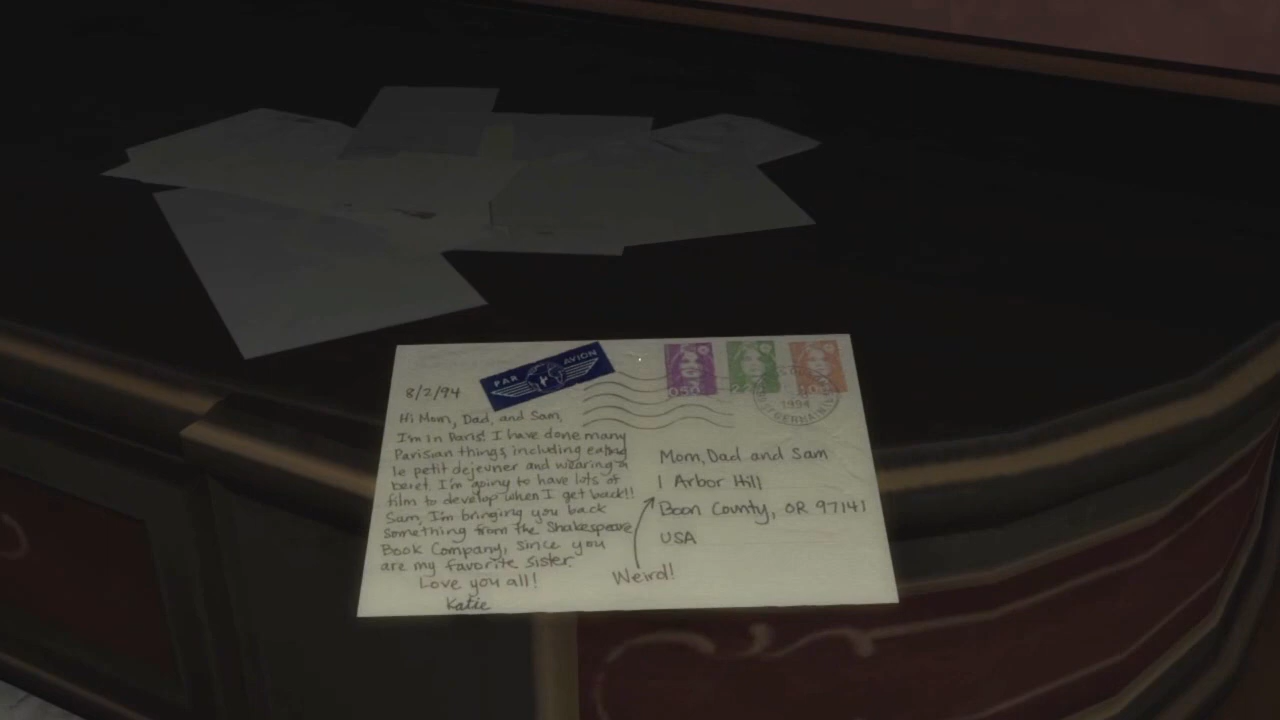 PAR AVION
8/2/94
Hi Mom, Dad, and Sam,
I'm in Paris! I have done many
Parisian things, including eating
le petit dejeuner and wearing a
beret. I'm going to have lots of
film to develop when I get back!!
Sam, I'm bringing you back
something from the Shakespeare
Book Company, since you
are my favorite sister.
Love you all!
Katie
1994
ST GERMAIN
Mom, Dad and Sam
1 Arbor Hill
Boon County, OR 97141
USA
Weird!